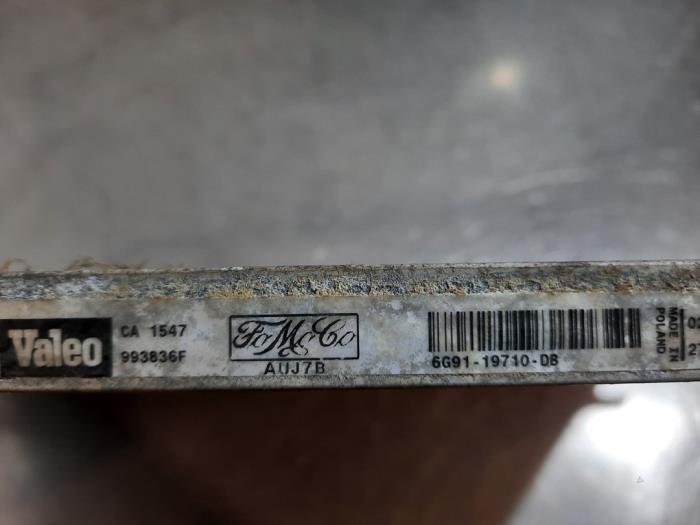 Valeo
CA 1547
993836F
FoMoCo
AUJ7B
6G91-19710-DB
MADE IN
POLAND